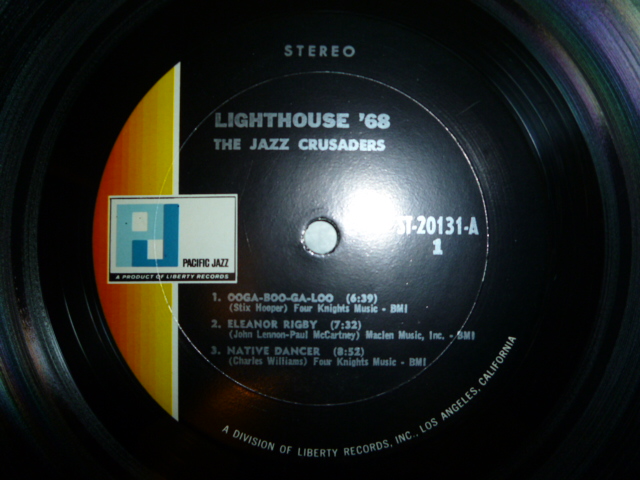 STEREO
LIGHTHOUSE '68
THE JAZZ CRUSADERS
ST-20131-A
1
PACIFIC JAZZ
A PRODUCT OF LIBERTY RECORDS
1. OOGA-BOO-GA-LOO (6:39)
(Stix Hooper) Four Knights Music - BMI
2. ELEANOR RIGBY (7:32)
(John Lennon-Paul McCartney) Maclen Music, Inc. - BMI
3. NATIVE DANCER (8:52)
(Charles Williams) Four Knights Music - BMI
A DIVISION OF LIBERTY RECORDS, INC., LOS ANGELES, CALIFORNIA